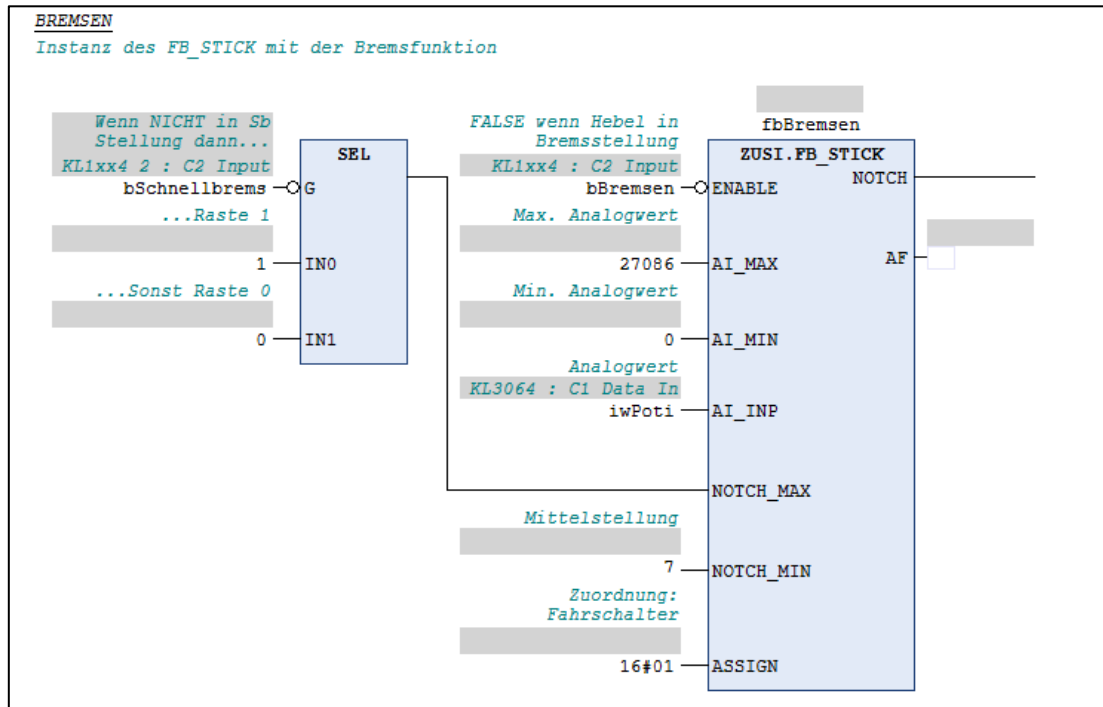 BREMSEN
Instanz des FB_STICK mit der Bremsfunktion
Wenn NICHT in Sb
Stellung dann...
KL1xx4 2 : C2 Input
bSchnellbrems
...Raste 1
1
...Sonst Raste 0
0
SEL
G
IN0
IN1
FALSE wenn Hebel in
Bremsstellung
KL1xx4 : C2 Input
bBremsen
Max. Analogwert
27086
Min. Analogwert
0
Analogwert
KL3064 : C1 Data In
iwPoti
Mittelstellung
7
Zuordnung:
Fahrschalter
16#01
fbBremsen
ZUSI.FB_STICK
ENABLE
AI_MAX
AI_MIN
AI_INP
NOTCH_MAX
NOTCH_MIN
ASSIGN
NOTCH
AF